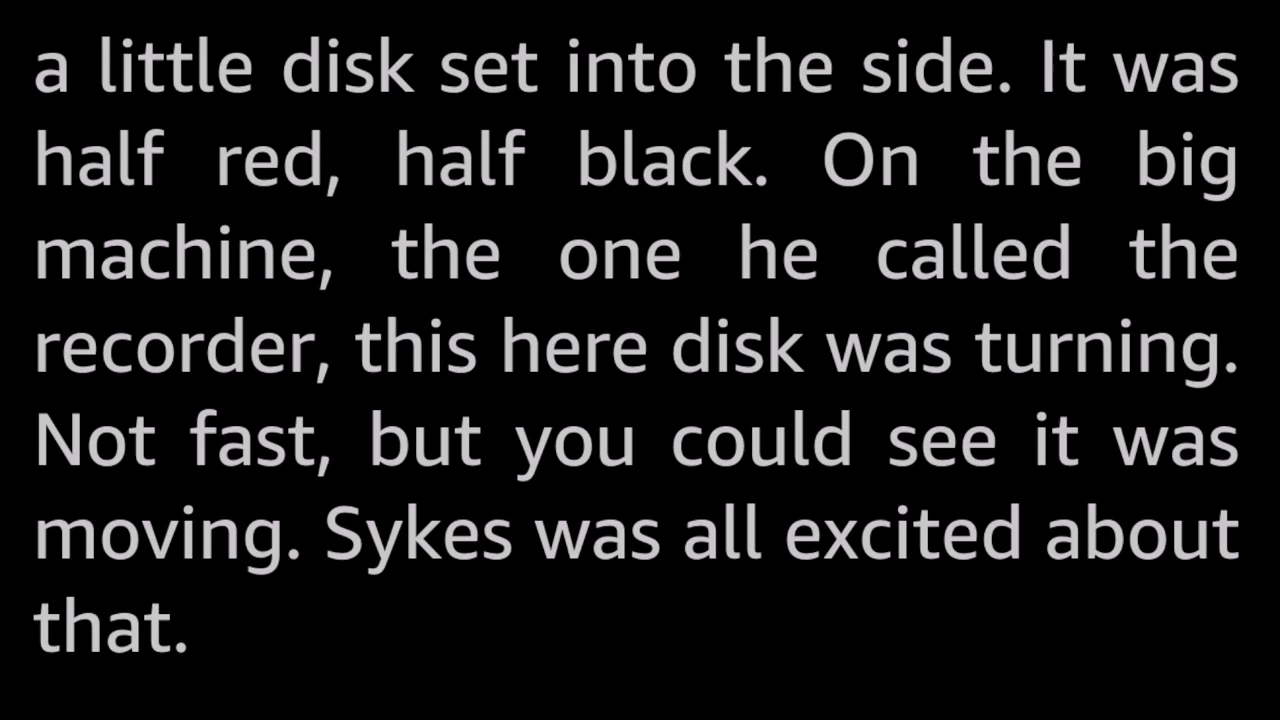 a little disk set into the side. It was
half red, half black. On the big
machine, the one he called the
recorder, this here disk was turning.
Not fast, but you could see it was
moving. Sykes was all excited about
that.